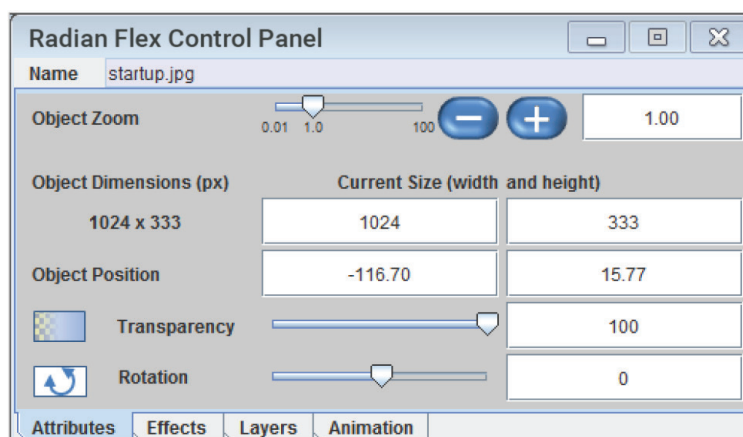 Radian Flex Control Panel
Name startup.jpg
Object Zoom 0.01 1.0 100 1.00
Object Dimensions (px) Current Size (width and height)
1024 x 333 1024 333
Object Position -116.70 15.77
Transparency 100
Rotation 0
Attributes Effects Layers Animation